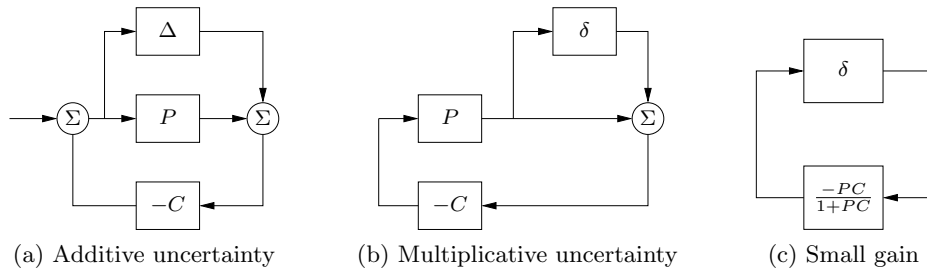 Δ
δ
δ
Σ
P
Σ
P
Σ
−C
−C
−PC
1+PC
(a) Additive uncertainty
(b) Multiplicative uncertainty
(c) Small gain